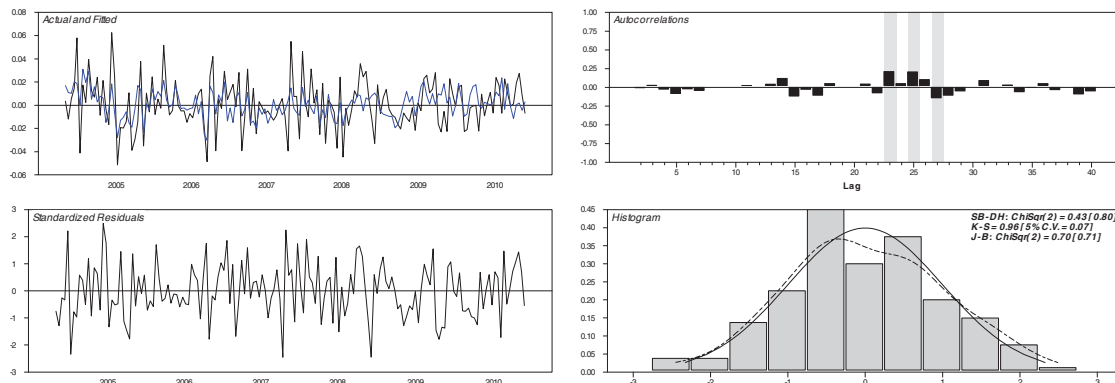 Actual and Fitted
0.08
0.06
0.04
0.02
0.00
-0.02
-0.04
-0.06
2005 2006 2007 2008 2009 2010
Autocorrelations
1.00
0.75
0.50
0.25
0.00
-0.25
-0.50
-0.75
-1.00
5 10 15 20 25 30 35 40
Lag
Standardized Residuals
3
2
1
0
-1
-2
-3
2005 2006 2007 2008 2009 2010
Histogram
SB-DH: ChiSqr(2) = 0.43 [0.80]
K-S = 0.96 [5% C.V. = 0.07]
J-B: ChiSqr(2) = 0.70 [0.71]
0.45
0.40
0.35
0.30
0.25
0.20
0.15
0.10
0.05
0.00
-3 -2 -1 0 1 2 3